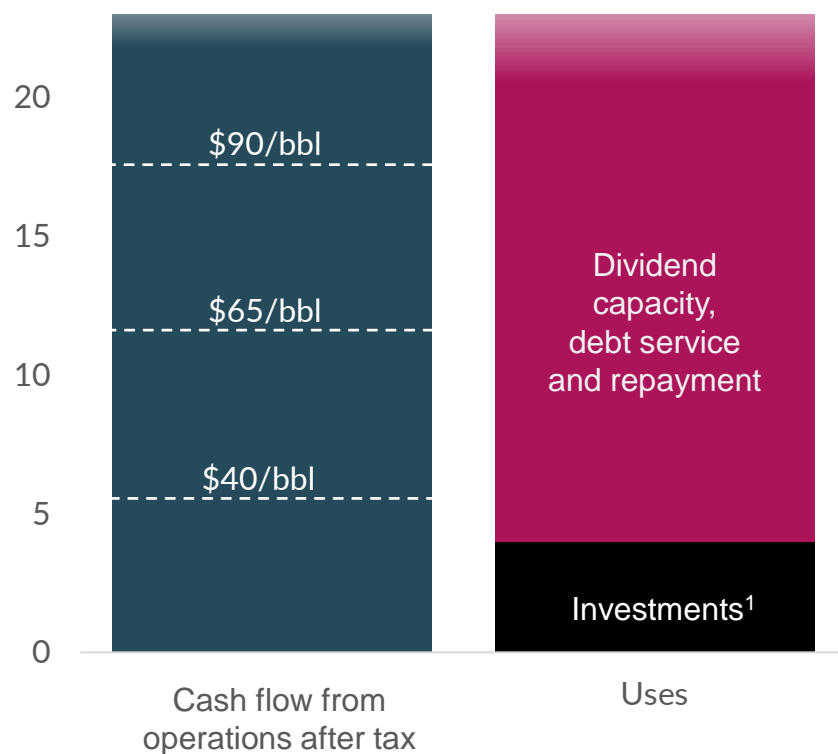 20
15
10
5
0
$90/bbl
$65/bbl
$40/bbl
Dividend
capacity,
debt service
and repayment
Investments¹
Cash flow from
operations after tax
Uses